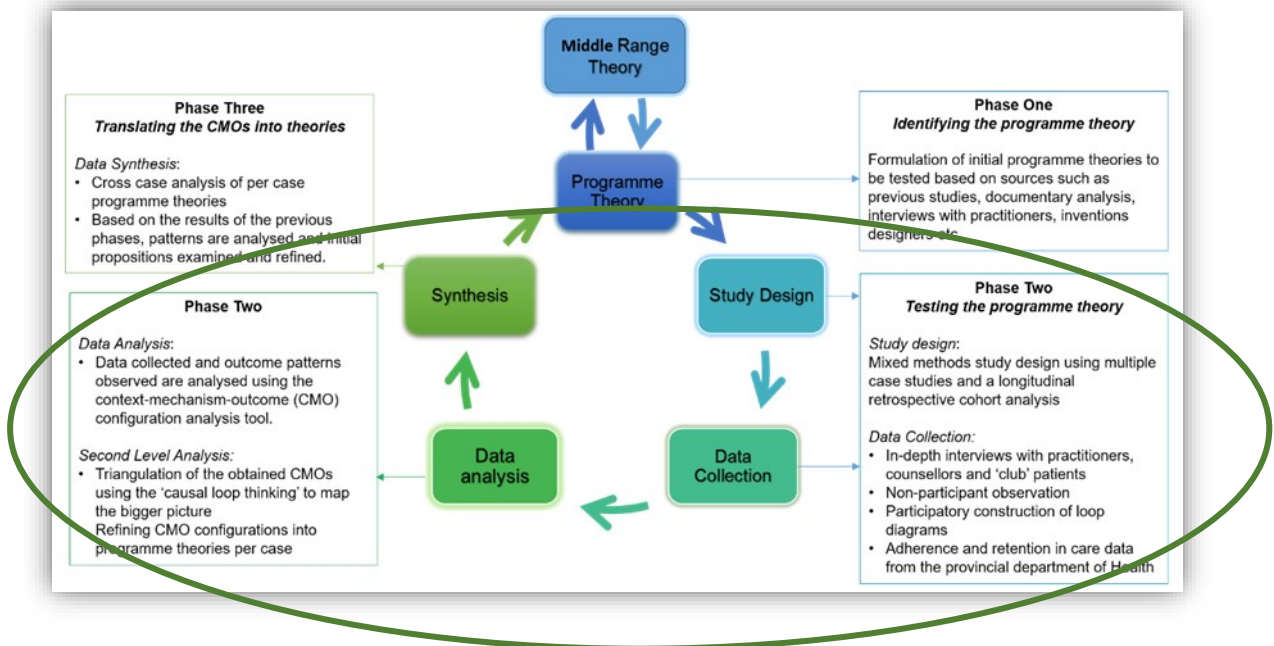 Middle Range
Theory
Phase Three
Translating the CMOs into theories
Data Synthesis:
• Cross case analysis of per case
programme theories
• Based on the results of the previous
phases, patterns are analysed and initial
propositions examined and refined.
Phase One
Identifying the programme theory
Formulation of initial programme theories to
be tested based on sources such as
previous studies, documentary analysis,
interviews with practitioners, inventions
designers etc
Programme
Theory
Synthesis
Study Design
Phase Two
Data Analysis:
• Data collected and outcome patterns
observed are analysed using the
context-mechanism-outcome (CMO)
configuration analysis tool.
Second Level Analysis:
• Triangulation of the obtained CMOs
using the ‘causal loop thinking’ to map
the bigger picture
Refining CMO configurations into
programme theories per case
Phase Two
Testing the programme theory
Study design:
Mixed methods study design using multiple
case studies and a longitudinal
retrospective cohort analysis
Data Collection:
• In-depth interviews with practitioners,
counsellors and ‘club’ patients
• Non-participant observation
• Participatory construction of loop
diagrams
• Adherence and retention in care data
from the provincial department of Health
Data
analysis
Data
Collection